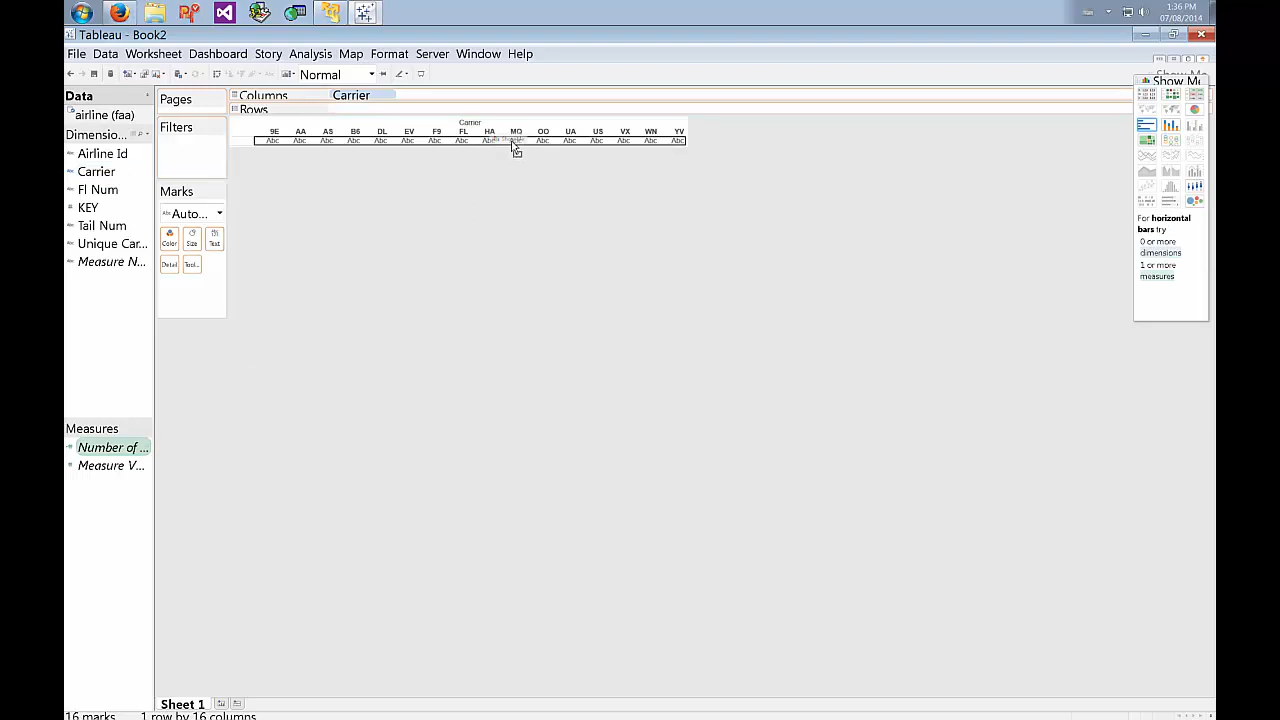 1:36 PM
07/08/2014
Tableau - Book2
File Data Worksheet Dashboard Story Analysis Map Format Server Window Help
Normal
Show Me
Data
airline (faa)
Dimensio...
Airline Id
Carrier
Fl Num
KEY
Tail Num
Unique Car...
Measure N...
Measures
Number of ...
Measure V...
Pages
Filters
Marks
Abc Auto...
Color Size Text
Detail Tool...
Columns Carrier
Rows
Carrier
9E AA AS B6 DL EV F9 FL HA MQ OO UA US VX WN YV
Abc Abc Abc Abc Abc Abc Abc Abc Abc Abc Abc Abc Abc Abc Abc
Show Me
For horizontal
bars try
0 or more
dimensions
1 or more
measures
Sheet 1
16 marks 1 row by 16 columns